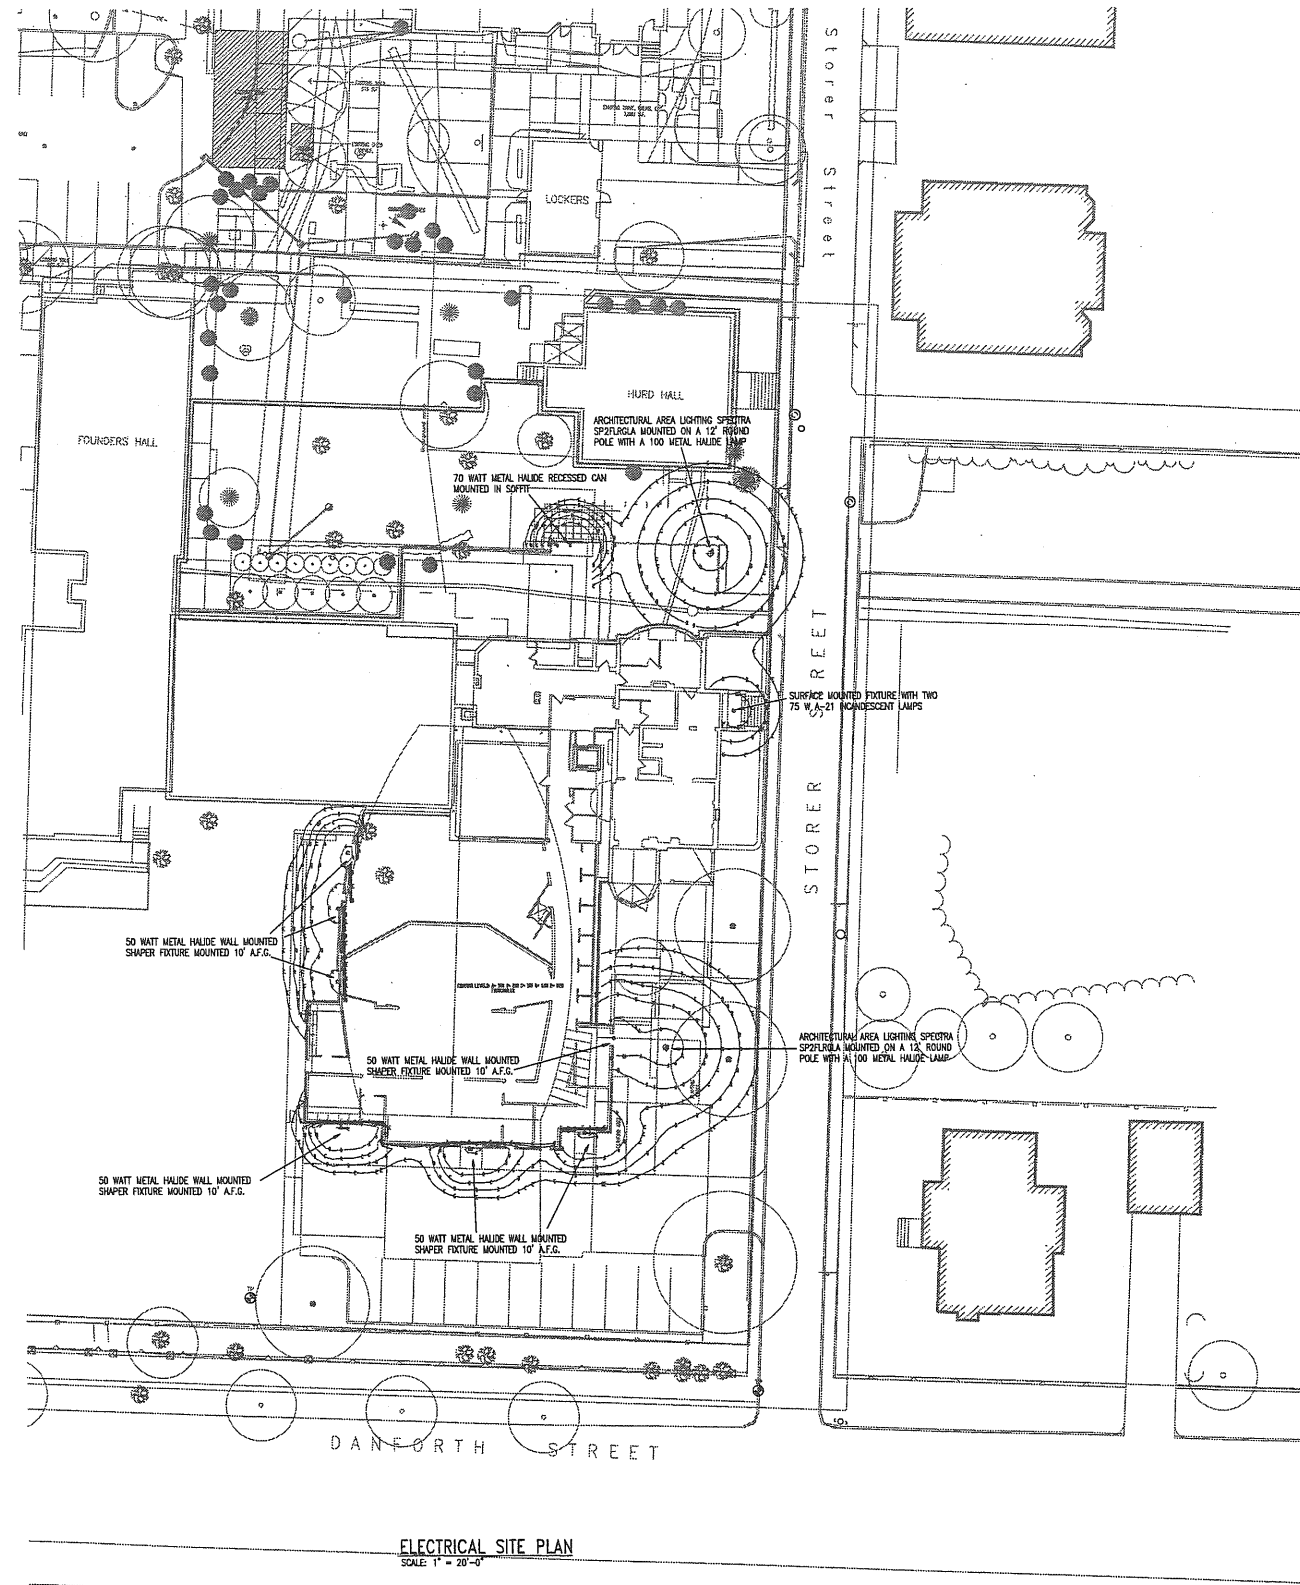 Storer Street
LOCKERS
HURD HALL
FOUNDERS HALL
ARCHITECTURAL AREA LIGHTING SPECTRA
SP2FLRGLA MOUNTED ON A 12' ROUND
POLE WITH A 100 METAL HALIDE LAMP
70 WATT METAL HALIDE RECESSED CAN
MOUNTED IN SOFFIT
SURFACE MOUNTED FIXTURE WITH TWO
75 W A-21 INCANDESCENT LAMPS
STORER STREET
50 WATT METAL HALIDE WALL MOUNTED
SHAPER FIXTURE MOUNTED 10' A.F.G.
ARCHITECTURAL AREA LIGHTING SPECTRA
SP2FLRGLA MOUNTED ON A 12' ROUND
POLE WITH A 100 METAL HALIDE LAMP
50 WATT METAL HALIDE WALL MOUNTED
SHAPER FIXTURE MOUNTED 10' A.F.G.
50 WATT METAL HALIDE WALL MOUNTED
SHAPER FIXTURE MOUNTED 10' A.F.G.
50 WATT METAL HALIDE WALL MOUNTED
SHAPER FIXTURE MOUNTED 10' A.F.G.
DANFORTH STREET
ELECTRICAL SITE PLAN
SCALE: 1" = 20'-0"